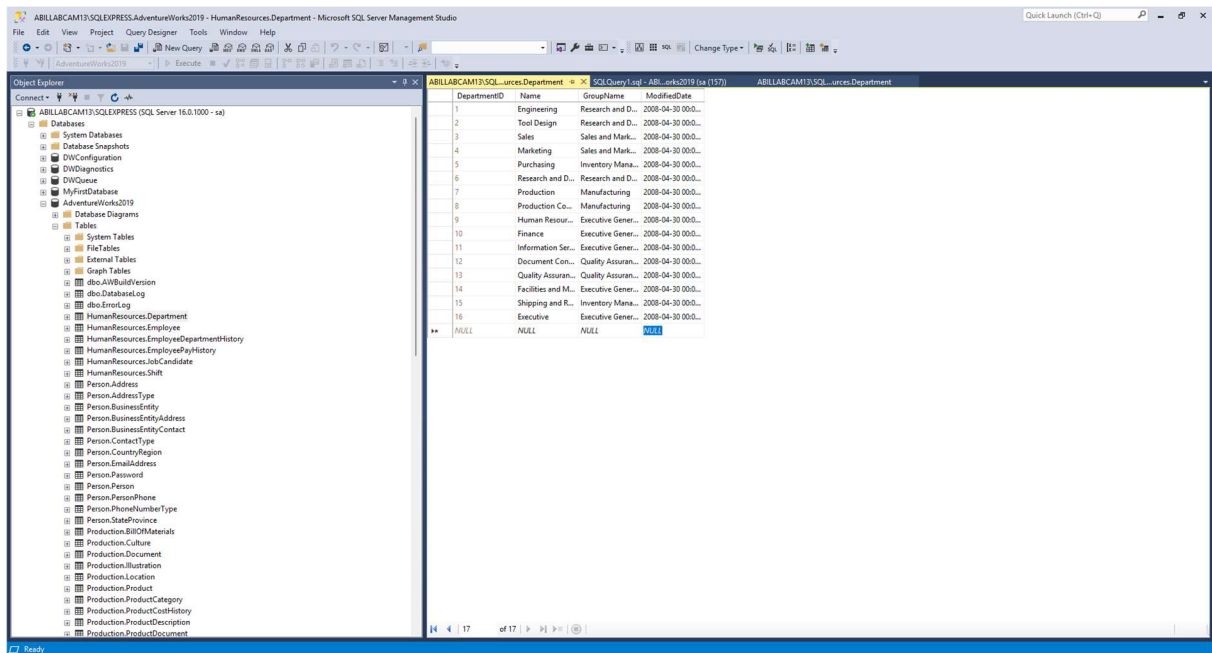 ABILLABCAM13\SQLEXPRESS.AdventureWorks2019 - HumanResources.Department - Microsoft SQL Server Management Studio
Quick Launch (Ctrl+Q)
File Edit View Project Query Designer Tools Window Help
New Query
Change Type
AdventureWorks2019 Execute
Object Explorer
Connect
ABILLABCAM13\SQLEXPRESS (SQL Server 16.0.1000 - sa)
Databases
System Databases
Database Snapshots
DWConfiguration
DWDiagnostics
DWQueue
MyFirstDatabase
AdventureWorks2019
Database Diagrams
Tables
System Tables
FileTables
External Tables
Graph Tables
dbo.AWBuildVersion
dbo.DatabaseLog
dbo.ErrorLog
HumanResources.Department
HumanResources.Employee
HumanResources.EmployeeDepartmentHistory
HumanResources.EmployeePayHistory
HumanResources.JobCandidate
HumanResources.Shift
Person.Address
Person.AddressType
Person.BusinessEntity
Person.BusinessEntityAddress
Person.BusinessEntityContact
Person.ContactType
Person.CountryRegion
Person.EmailAddress
Person.Password
Person.Person
Person.PersonPhone
Person.PhoneNumberType
Person.StateProvince
Production.BillOfMaterials
Production.Culture
Production.Document
Production.Illustration
Production.Location
Production.Product
Production.ProductCategory
Production.ProductCostHistory
Production.ProductDescription
Production.ProductDocument
ABILLABCAM13\SQL...urces.Department SQLQuery1.sql - ABI...orks2019 (sa (157)) ABILLABCAM13\SQL...urces.Department
DepartmentID Name GroupName ModifiedDate
1 Engineering Research and D... 2008-04-30 00:0...
2 Tool Design Research and D... 2008-04-30 00:0...
3 Sales Sales and Mark... 2008-04-30 00:0...
4 Marketing Sales and Mark... 2008-04-30 00:0...
5 Purchasing Inventory Mana... 2008-04-30 00:0...
6 Research and D... Research and D... 2008-04-30 00:0...
7 Production Manufacturing 2008-04-30 00:0...
8 Production Co... Manufacturing 2008-04-30 00:0...
9 Human Resour... Executive Gener... 2008-04-30 00:0...
10 Finance Executive Gener... 2008-04-30 00:0...
11 Information Ser... Executive Gener... 2008-04-30 00:0...
12 Document Con... Quality Assuran... 2008-04-30 00:0...
13 Quality Assuran... Quality Assuran... 2008-04-30 00:0...
14 Facilities and M... Executive Gener... 2008-04-30 00:0...
15 Shipping and R... Inventory Mana... 2008-04-30 00:0...
16 Executive Executive Gener... 2008-04-30 00:0...
NULL NULL NULL NULL
17 of 17
Ready